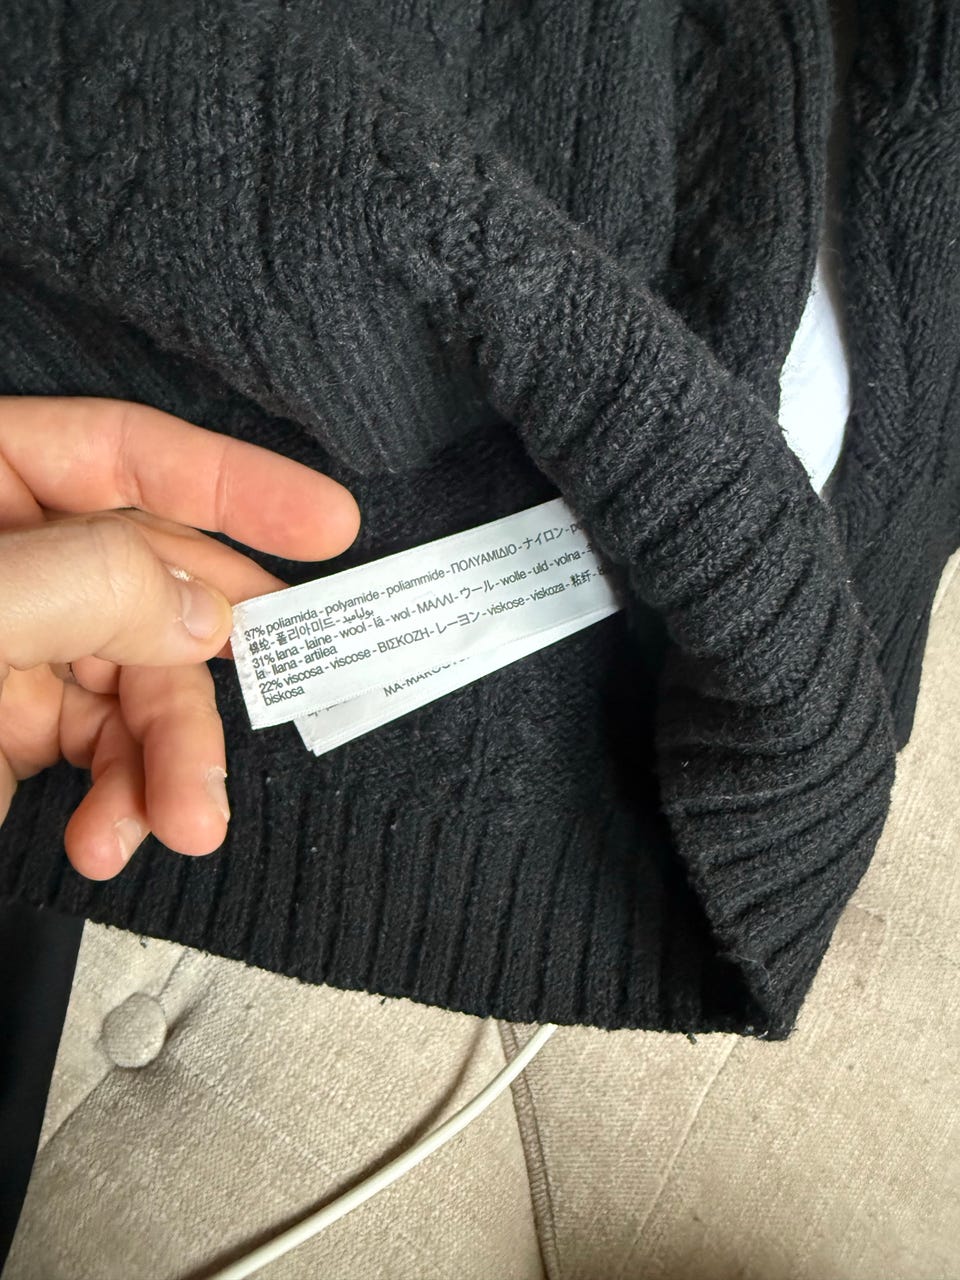 37% poliamida - polyamide - poliammide - ΠΟΛΥΑΜΙΔΙΟ - ナイロン -
锦纶 - 폴리아미드 - بولياميد
31% lana - laine - wool - lã - wol - ΜΑΛΛΙ - ウール - wolle - uld - volna -
la - llana - artilea
22% viscosa - viscose - ΒΙΣΚΟΖΗ - レーヨン - viskose - viskoza - 粘纤 -
biskosa